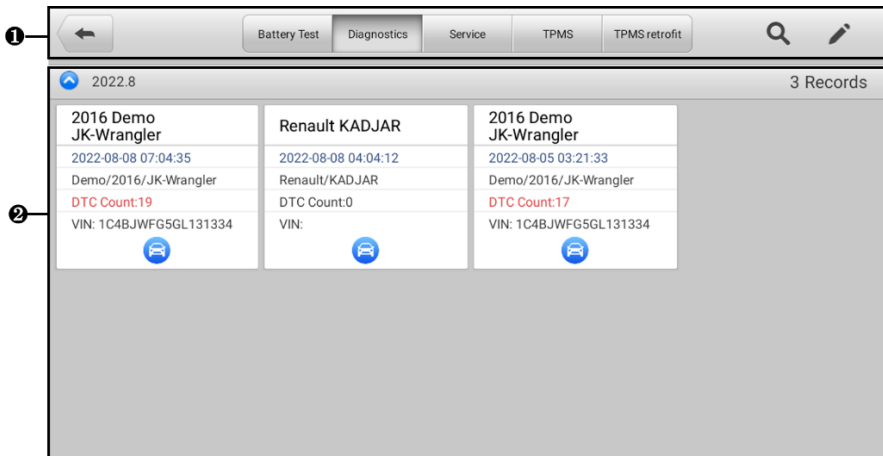 ❶
Battery Test Diagnostics Service TPMS TPMS retrofit
2022.8 3 Records
❷
2016 Demo
JK-Wrangler
2022-08-08 07:04:35
Demo/2016/JK-Wrangler
DTC Count:19
VIN: 1C4BJWFG5GL131334
Renault KADJAR
2022-08-08 04:04:12
Renault/KADJAR
DTC Count:0
VIN:
2016 Demo
JK-Wrangler
2022-08-05 03:21:33
Demo/2016/JK-Wrangler
DTC Count:17
VIN: 1C4BJWFG5GL131334